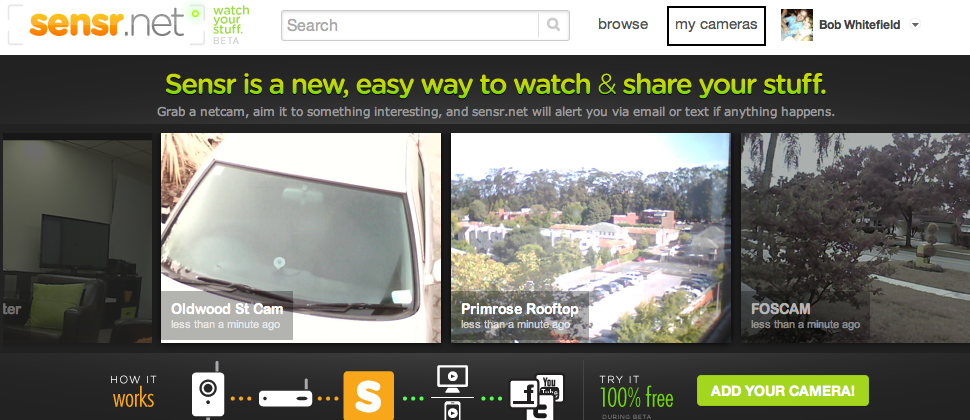 sensr.net
watch
your
stuff.
BETA
Search
browse
my cameras
Bob Whitefield
Sensr is a new, easy way to watch & share your stuff.
Grab a netcam, aim it to something interesting, and sensr.net will alert you via email or text if anything happens.
ter
Oldwood St Cam
less than a minute ago
Primrose Rooftop
less than a minute ago
FOSCAM
less than a minute ago
HOW IT
works
S
f
You
Tube
t
TRY IT
100% free
DURING BETA
ADD YOUR CAMERA!